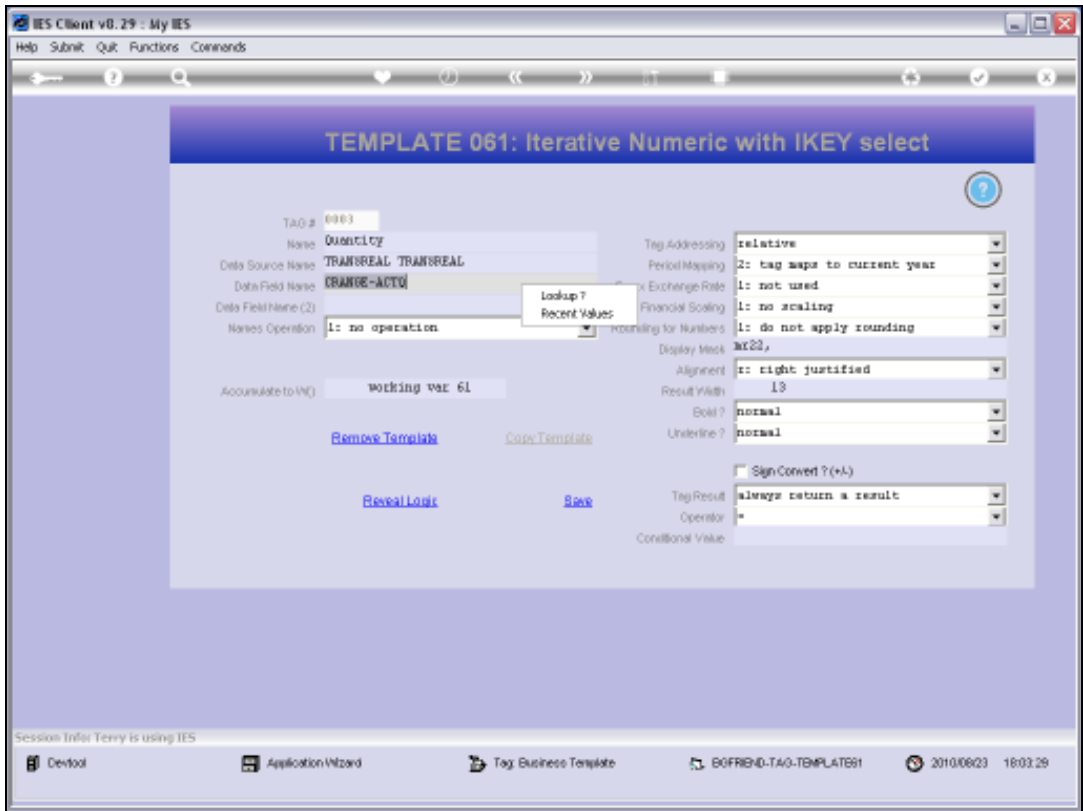 IES Client v8.29 : My IES
Help Submit Quit Functions Commands
TEMPLATE 061: Iterative Numeric with IKEY select
TAG # 0003
Name Quantity
Data Source Name TRANSREAL TRANSREAL
Data Field Name CRANGE-ACTQ
Data Field Name (2)
Names Operation 1: no operation
Accumulate to W() working var 61
Remove Template Copy Template
Reveal Logic Save
Lookup ?
Recent Values
Tag Addressing relative
Period Mapping 2: tag maps to current year
Exchange Rate 1: not used
Financial Scaling 1: no scaling
Rounding for Numbers 1: do not apply rounding
Display Mask mr22,
Alignment r: right justified
Result Width 13
Bold ? normal
Underline ? normal
Sign Convert ? (+/-)
Tag Result always return a result
Operator =
Conditional Value
Session Info: Terry is using IES
Devtool Application Wizard Tag: Business Template BGFRIEND-TAG-TEMPLATE61 2010/08/23 18:03:29